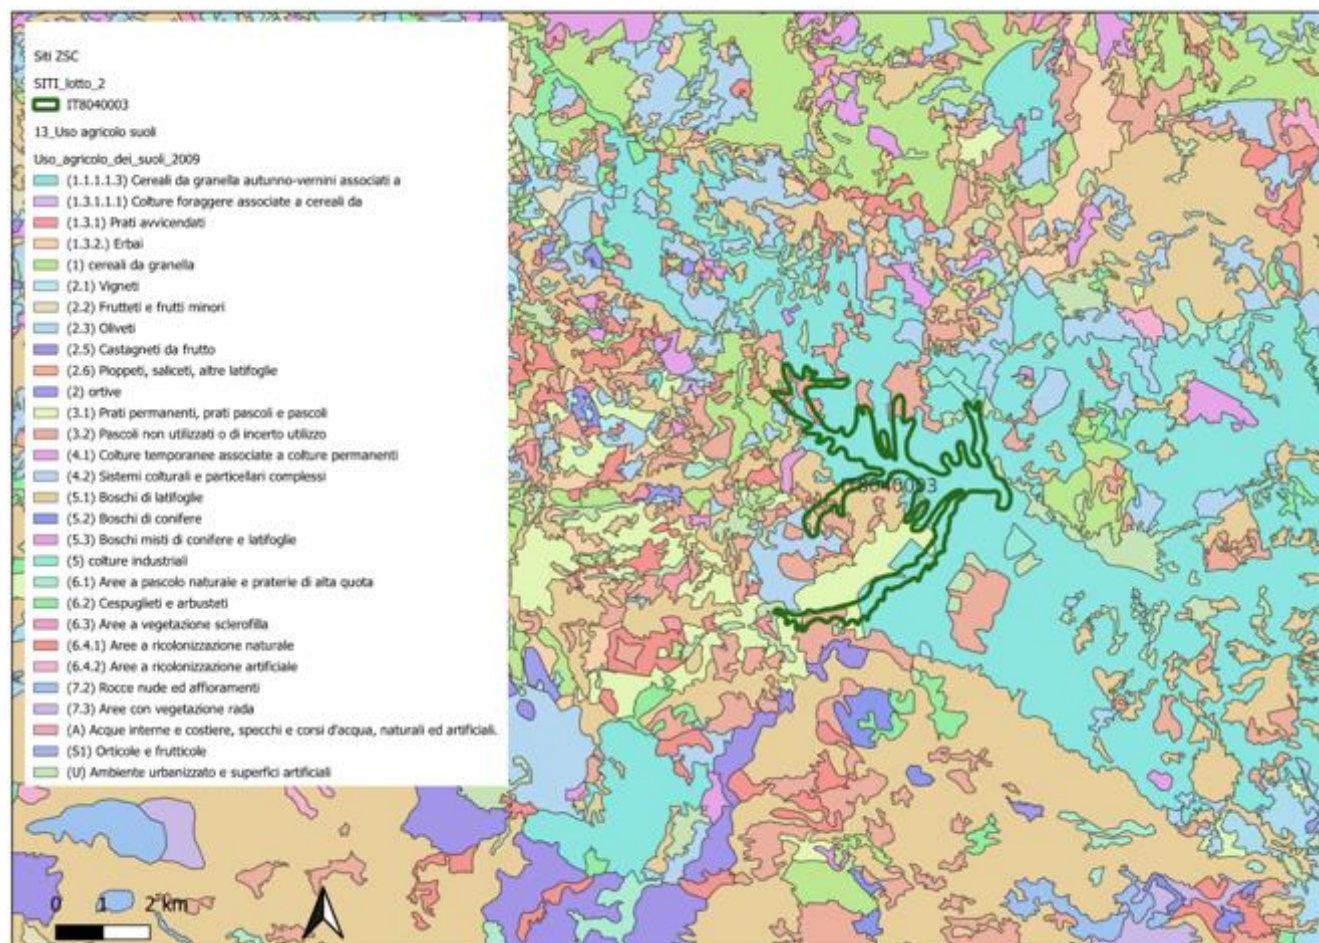 Siti ZSC
SITI_lotto_2
IT8040003
13_Uso agricolo suoli
Uso_agricolo_dei_suoli_2009
(1.1.1.1.3) Cereali da granella autunno-vernini associati a
(1.3.1.1.1) Colture foraggere associate a cereali da
(1.3.1) Prati avvicendati
(1.3.2.) Erbai
(1) cereali da granella
(2.1) Vigneti
(2.2) Frutteti e frutti minori
(2.3) Oliveti
(2.5) Castagneti da frutto
(2.6) Pioppeti, saliceti, altre latifoglie
(2) ortive
(3.1) Prati permanenti, prati pascoli e pascoli
(3.2) Pascoli non utilizzati o di incerto utilizzo
(4.1) Colture temporanee associate a colture permanenti
(4.2) Sistemi colturali e particellari complessi
(5.1) Boschi di latifoglie
(5.2) Boschi di conifere
(5.3) Boschi misti di conifere e latifoglie
(5) colture industriali
(6.1) Aree a pascolo naturale e praterie di alta quota
(6.2) Cespuglieti e arbusteti
(6.3) Aree a vegetazione sclerofilla
(6.4.1) Aree a ricolonizzazione naturale
(6.4.2) Aree a ricolonizzazione artificiale
(7.2) Rocce nude ed affioramenti
(7.3) Aree con vegetazione rada
(A) Acque interne e costiere, specchi e corsi d'acqua, naturali ed artificiali.
(S1) Orticole e frutticole
(U) Ambiente urbanizzato e superfici artificiali
IT8040003
0 1 2 km